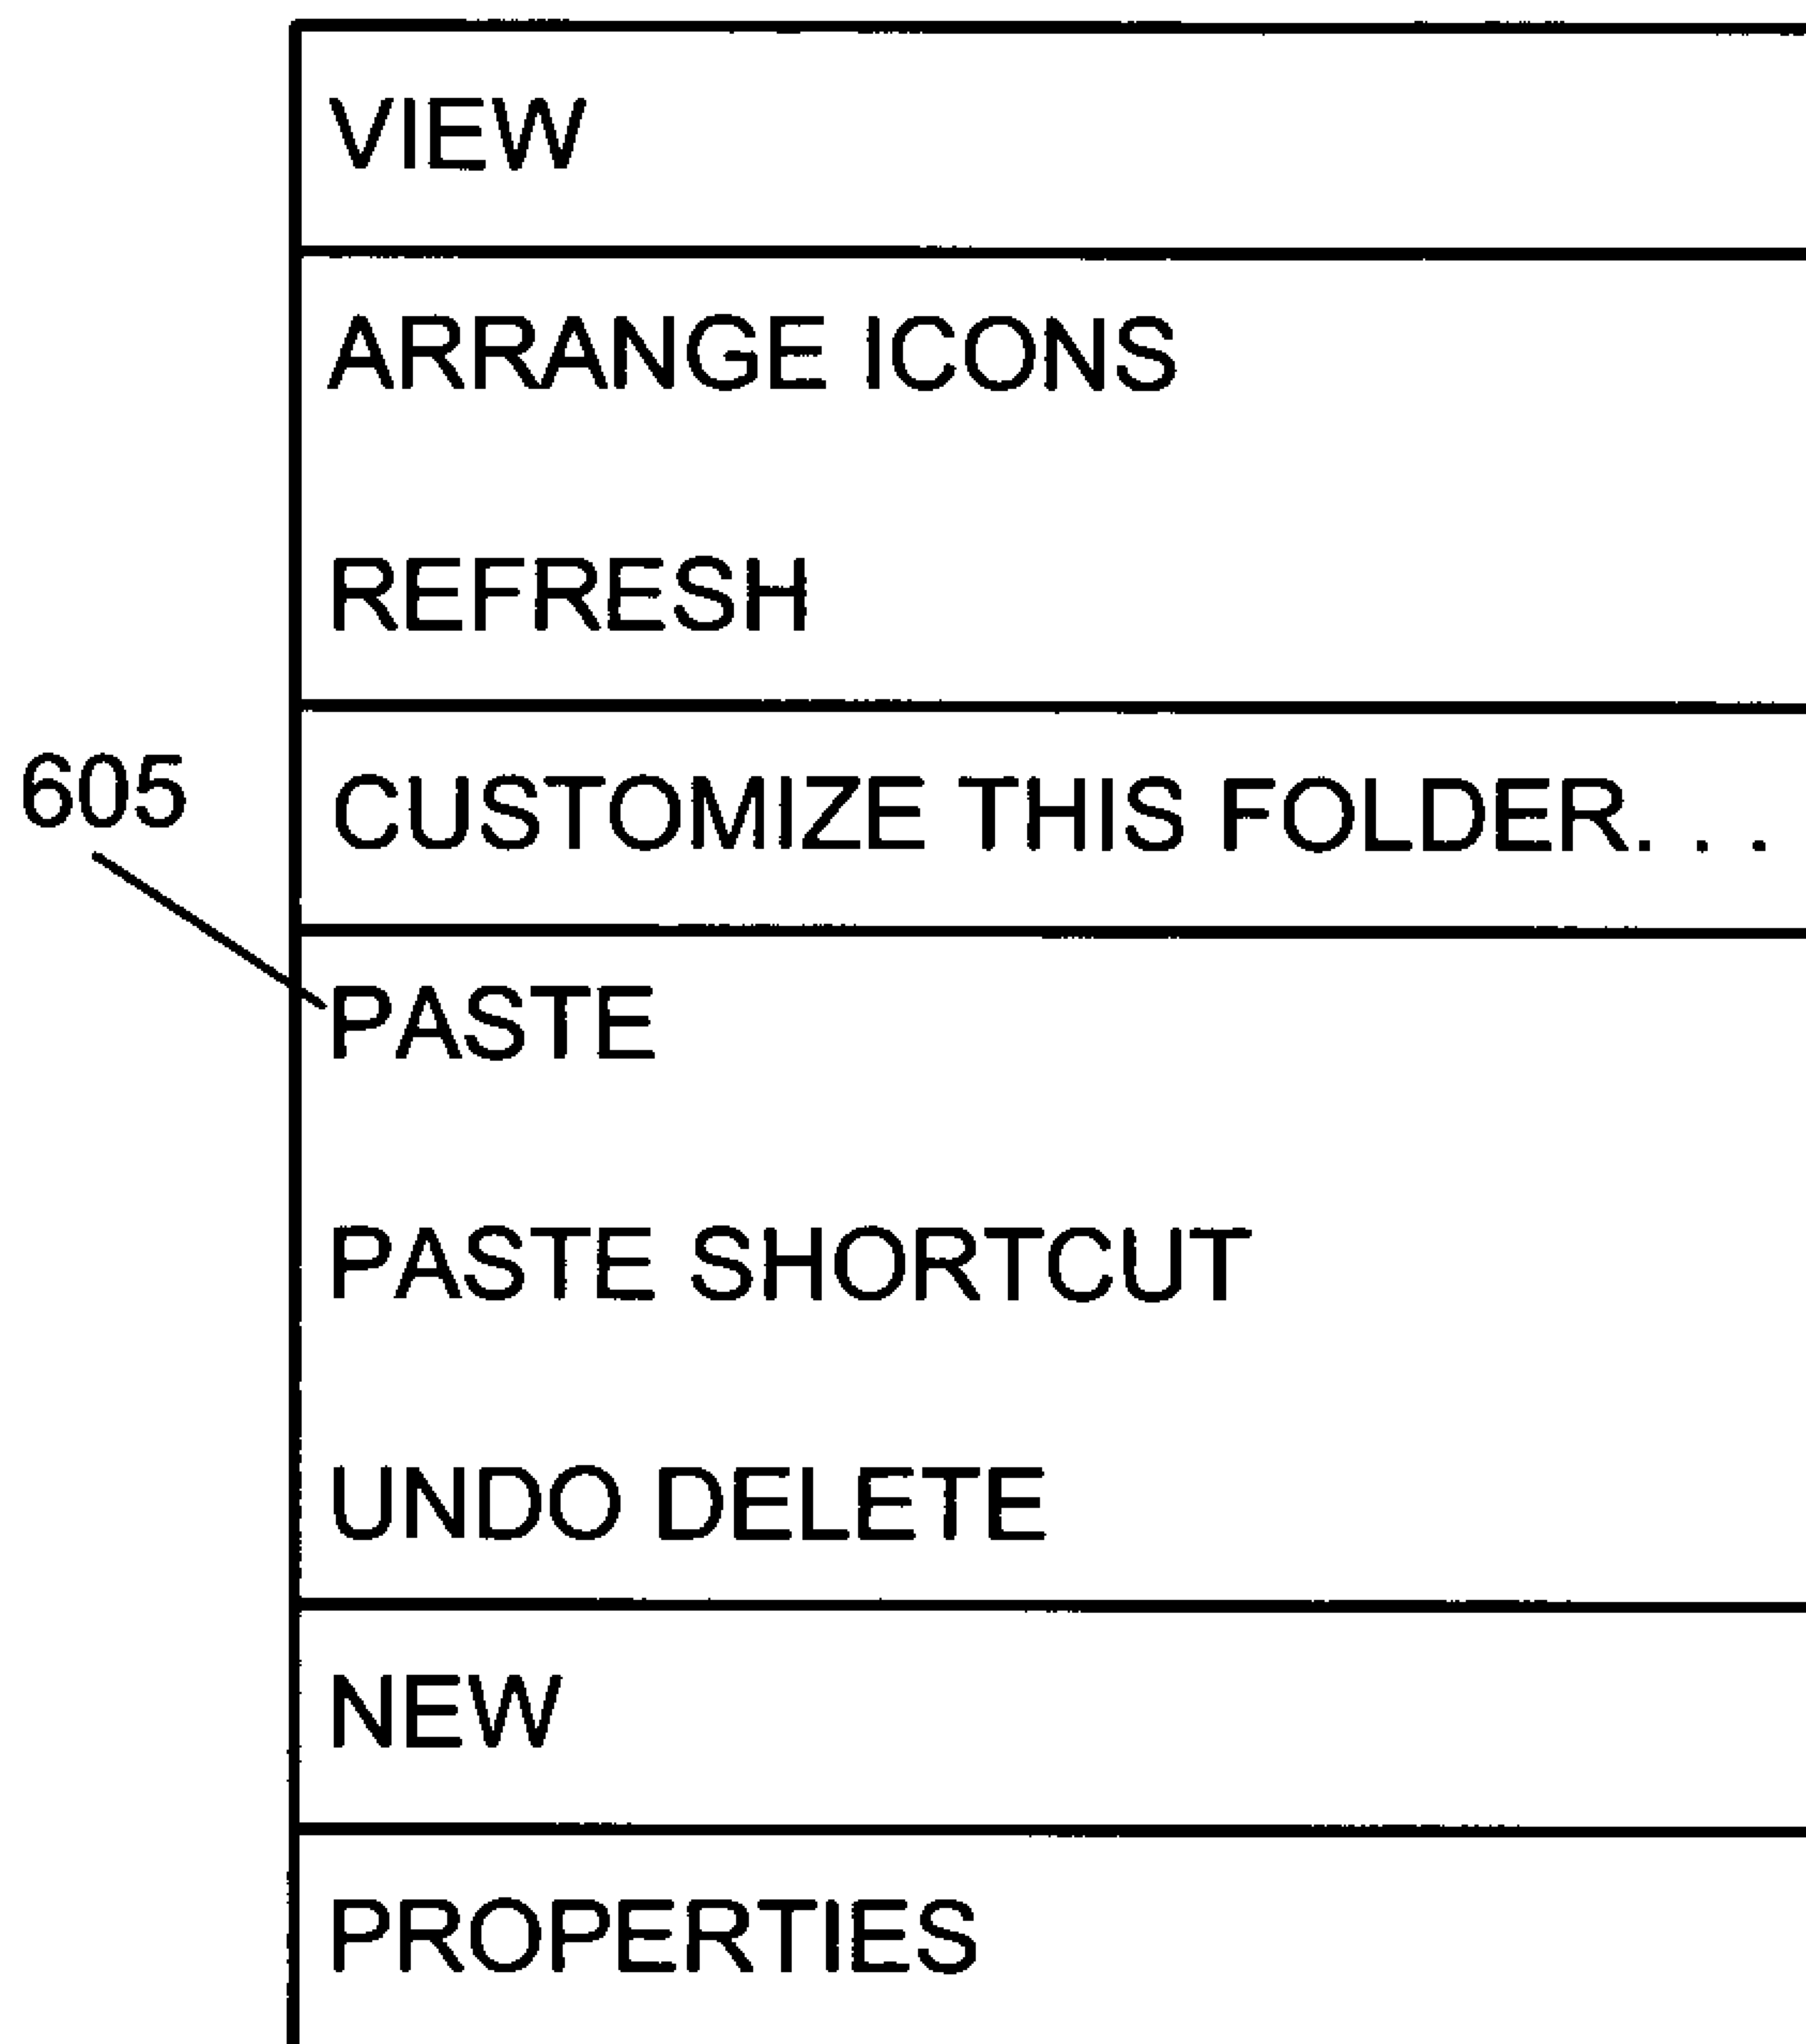 VIEW
ARRANGE ICONS
REFRESH
605
CUSTOMIZE THIS FOLDER. . .
PASTE
PASTE SHORTCUT
UNDO DELETE
NEW
PROPERTIES